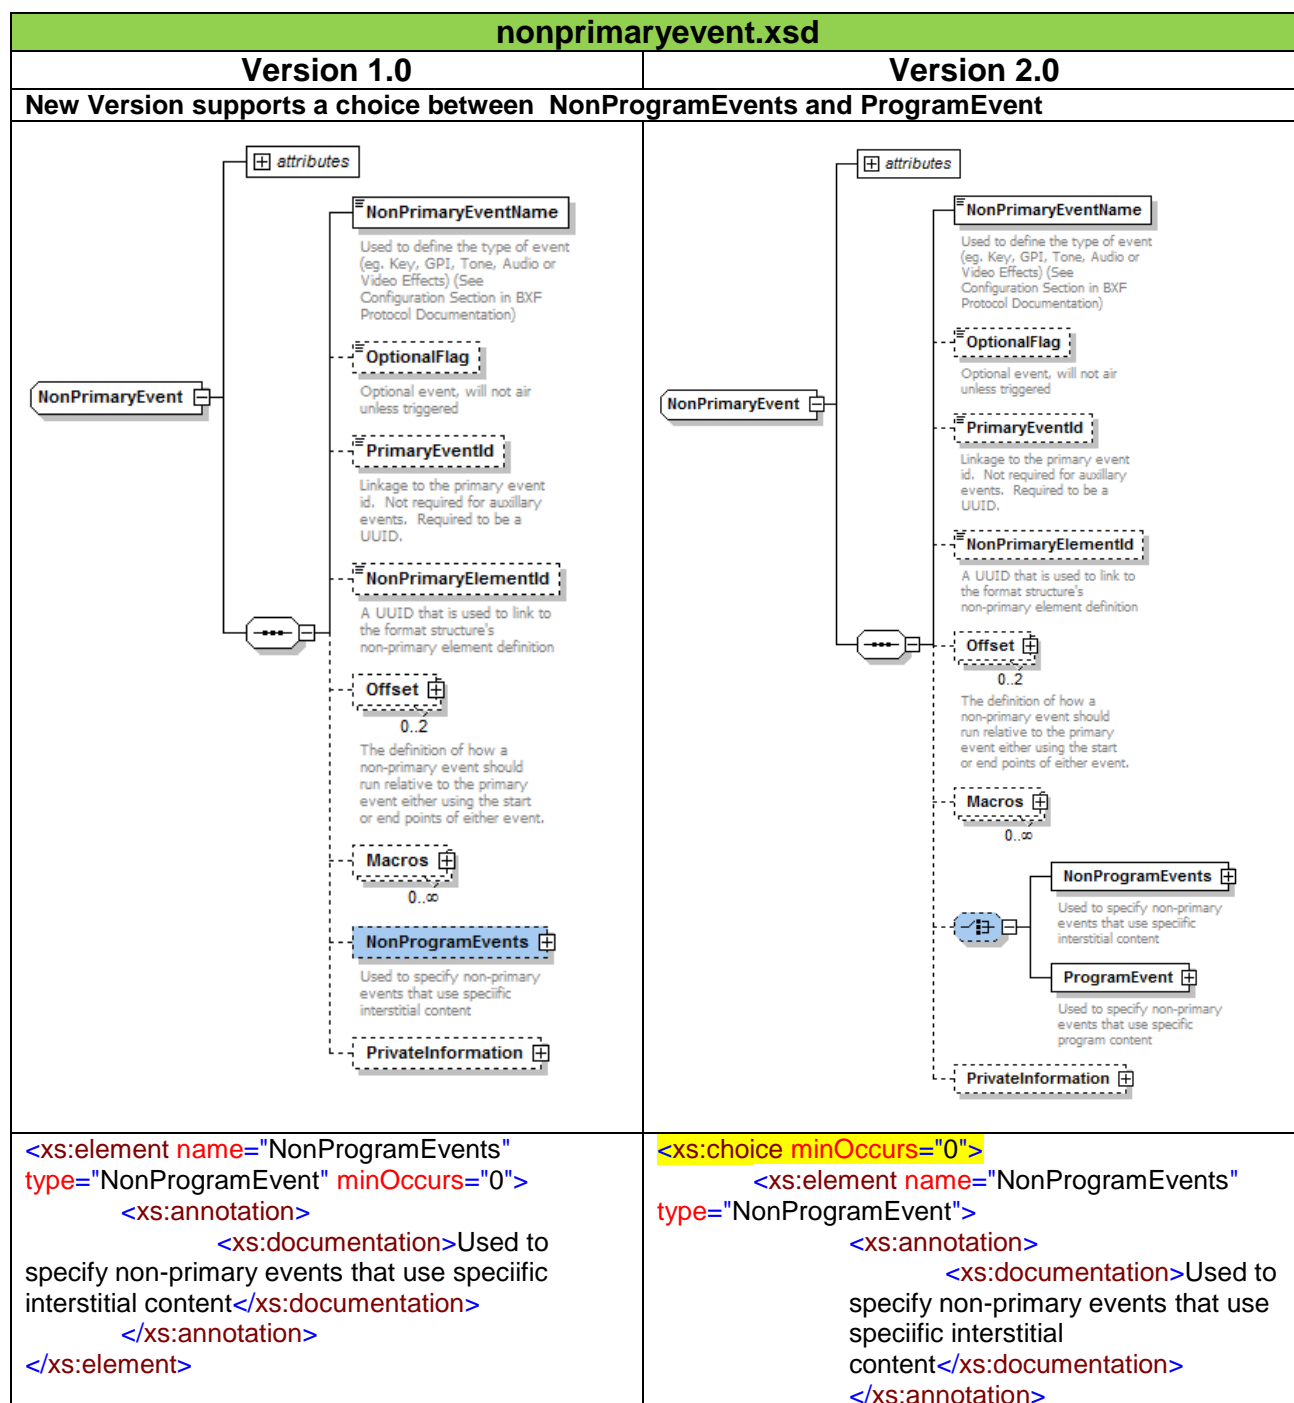 nonprimaryevent.xsd
Version 1.0
Version 2.0
New Version supports a choice between  NonProgramEvents and ProgramEvent
attributes
NonPrimaryEventName
Used to define the type of event
(eg. Key, GPI, Tone, Audio or
Video Effects) (See
Configuration Section in BXF
Protocol Documentation)
OptionalFlag
Optional event, will not air
unless triggered
NonPrimaryEvent
PrimaryEventId
Linkage to the primary event
id.  Not required for auxillary
events.  Required to be a
UUID.
NonPrimaryElementId
A UUID that is used to link to
the format structure's
non-primary element definition
Offset
0..2
The definition of how a
non-primary event should
run relative to the primary
event either using the start
or end points of either event.
Macros
0..∞
NonProgramEvents
Used to specify non-primary
events that use speciific
interstitial content
PrivateInformation
attributes
NonPrimaryEventName
Used to define the type of event
(eg. Key, GPI, Tone, Audio or
Video Effects) (See
Configuration Section in BXF
Protocol Documentation)
OptionalFlag
Optional event, will not air
unless triggered
NonPrimaryEvent
PrimaryEventId
Linkage to the primary event
id.  Not required for auxillary
events.  Required to be a
UUID.
NonPrimaryElementId
A UUID that is used to link to
the format structure's
non-primary element definition
Offset
0..2
The definition of how a
non-primary event should
run relative to the primary
event either using the start
or end points of either event.
Macros
0..∞
NonProgramEvents
Used to specify non-primary
events that use speciific
interstitial content
ProgramEvent
Used to specify non-primary
events that use specific
program content
PrivateInformation
<xs:element name="NonProgramEvents"
type="NonProgramEvent" minOccurs="0">
<xs:annotation>
<xs:documentation>Used to
specify non-primary events that use speciific
interstitial content</xs:documentation>
</xs:annotation>
</xs:element>
<xs:choice minOccurs="0">
<xs:element name="NonProgramEvents"
type="NonProgramEvent">
<xs:annotation>
<xs:documentation>Used to
specify non-primary events that use
speciific interstitial
content</xs:documentation>
</xs:annotation>